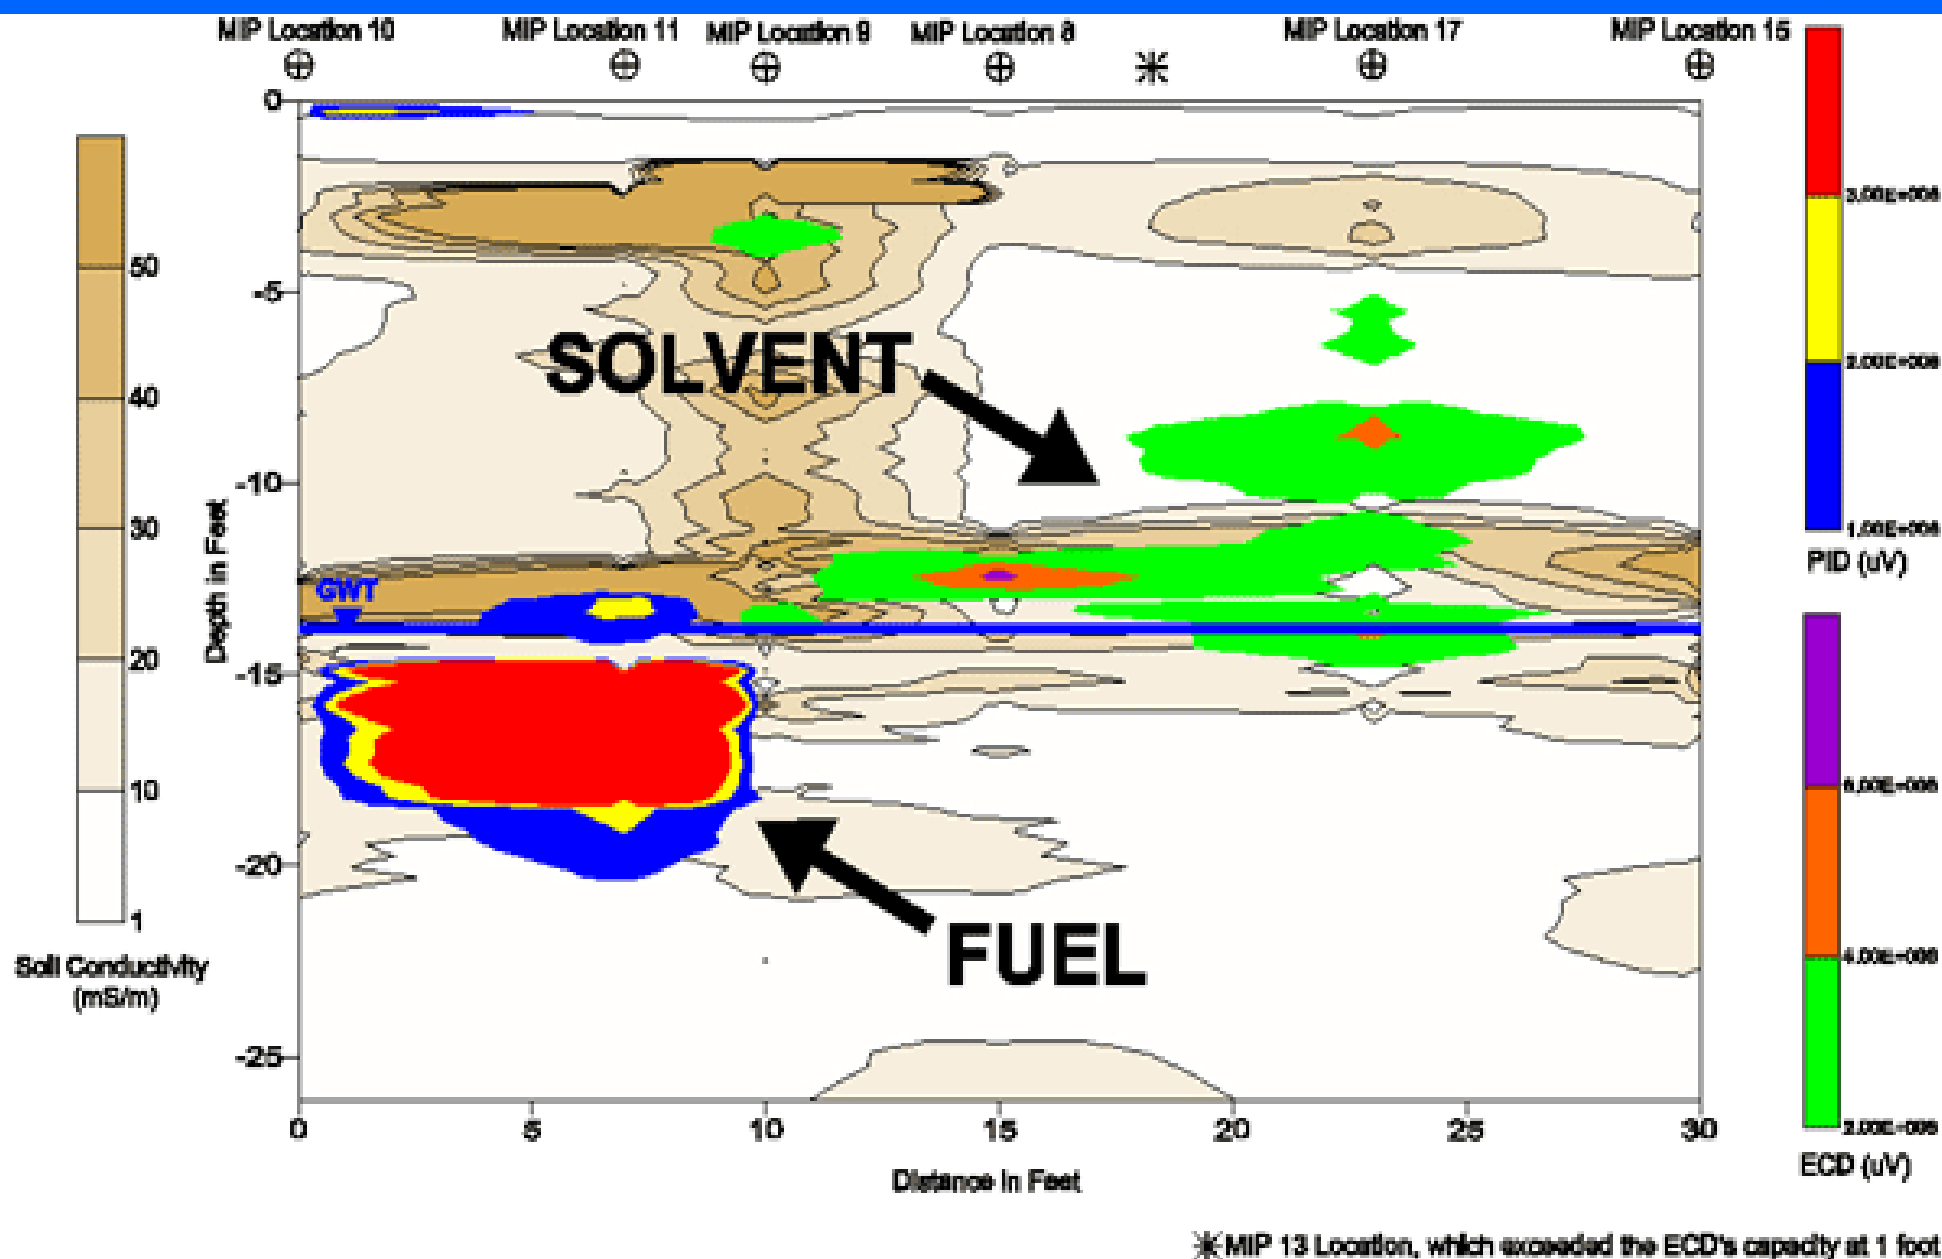 MIP Location 10 MIP Location 11 MIP Location 9 MIP Location 8 MIP Location 17 MIP Location 15
0
-5
-10
-15
-20
-25
Depth in Feet
50
40
30
20
10
1
Soil Conductivity
(mS/m)
SOLVENT
GWT
FUEL
0 5 10 15 20 25 30
Distance in Feet
PID (uV)
ECD (uV)
MIP 13 Location, which exceeded the ECD's capacity at 1 foot